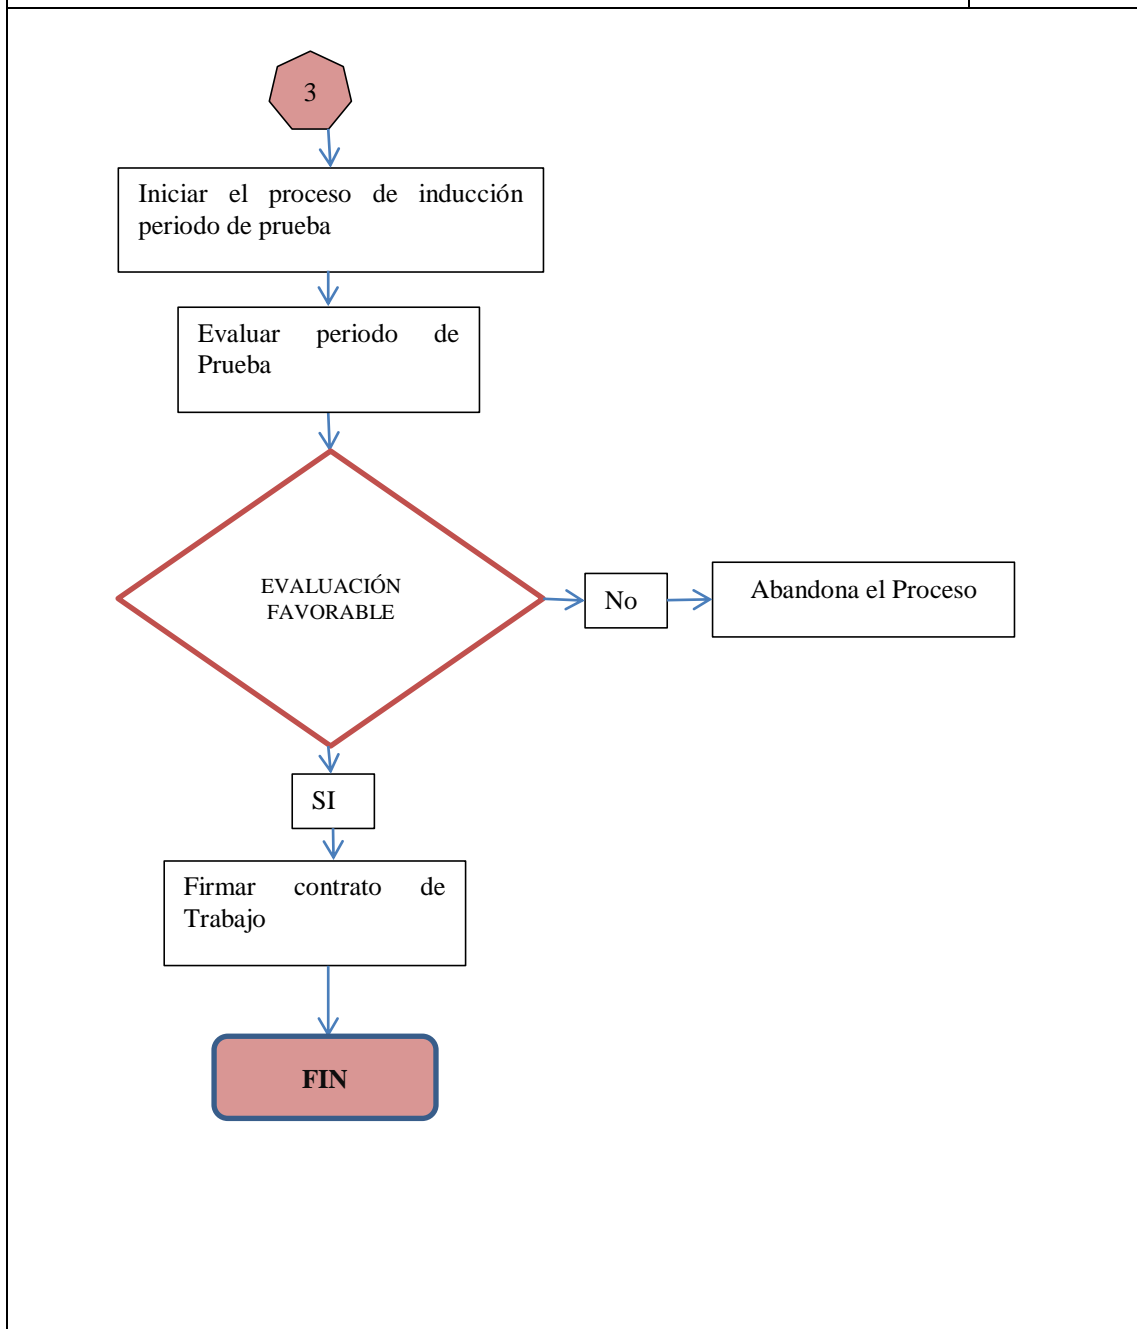 3
Iniciar el proceso de inducción
periodo de prueba
Evaluar periodo de
Prueba
EVALUACIÓN
FAVORABLE
No
Abandona el Proceso
SI
Firmar contrato de
Trabajo
FIN